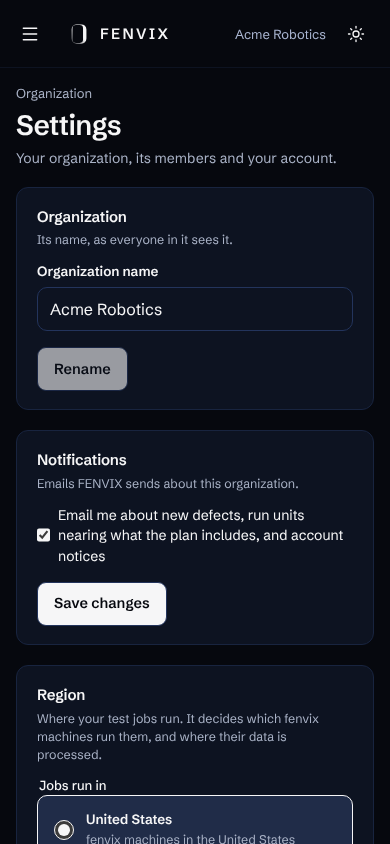 FENVIX
Acme Robotics
Organization
Settings
Your organization, its members and your account.
Organization
Its name, as everyone in it sees it.
Organization name
Acme Robotics
Rename
Notifications
Emails FENVIX sends about this organization.
Email me about new defects, run units
nearing what the plan includes, and account
notices
Save changes
Region
Where your test jobs run. It decides which fenvix
machines run them, and where their data is
processed.
Jobs run in
United States
fenvix machines in the United States